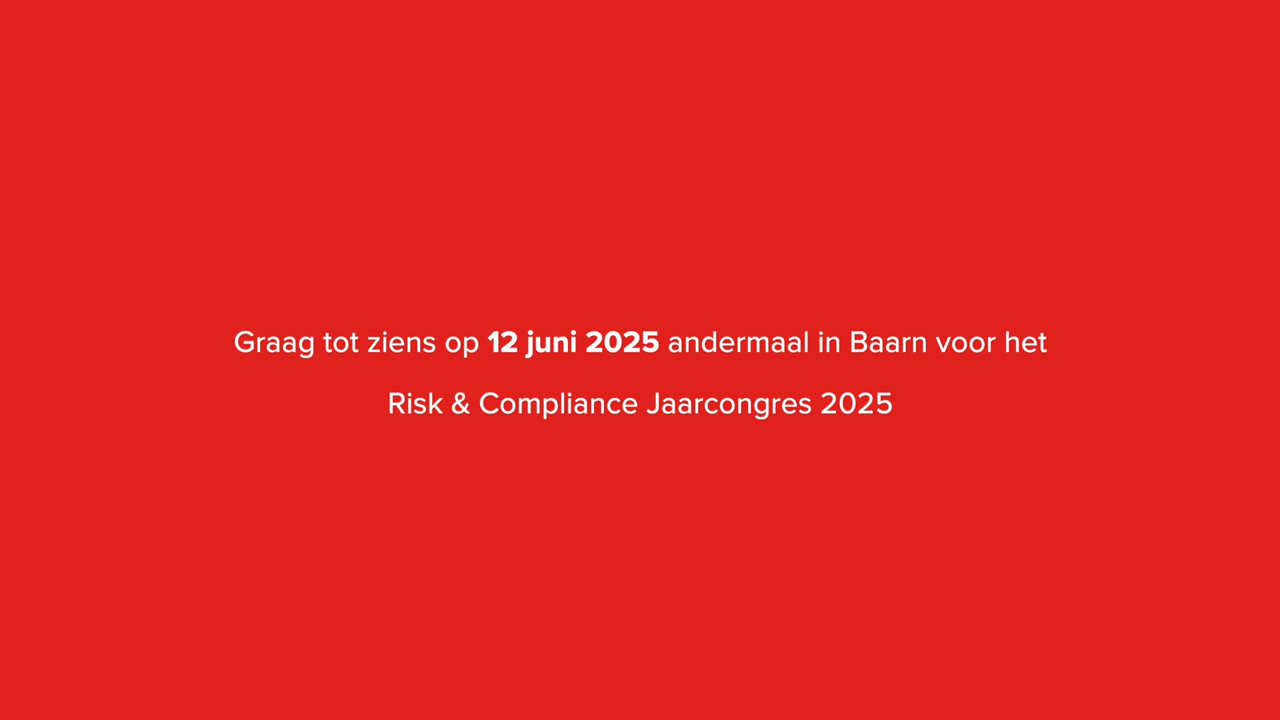 Graag tot ziens op 12 juni 2025 andermaal in Baarn voor het
Risk & Compliance Jaarcongres 2025